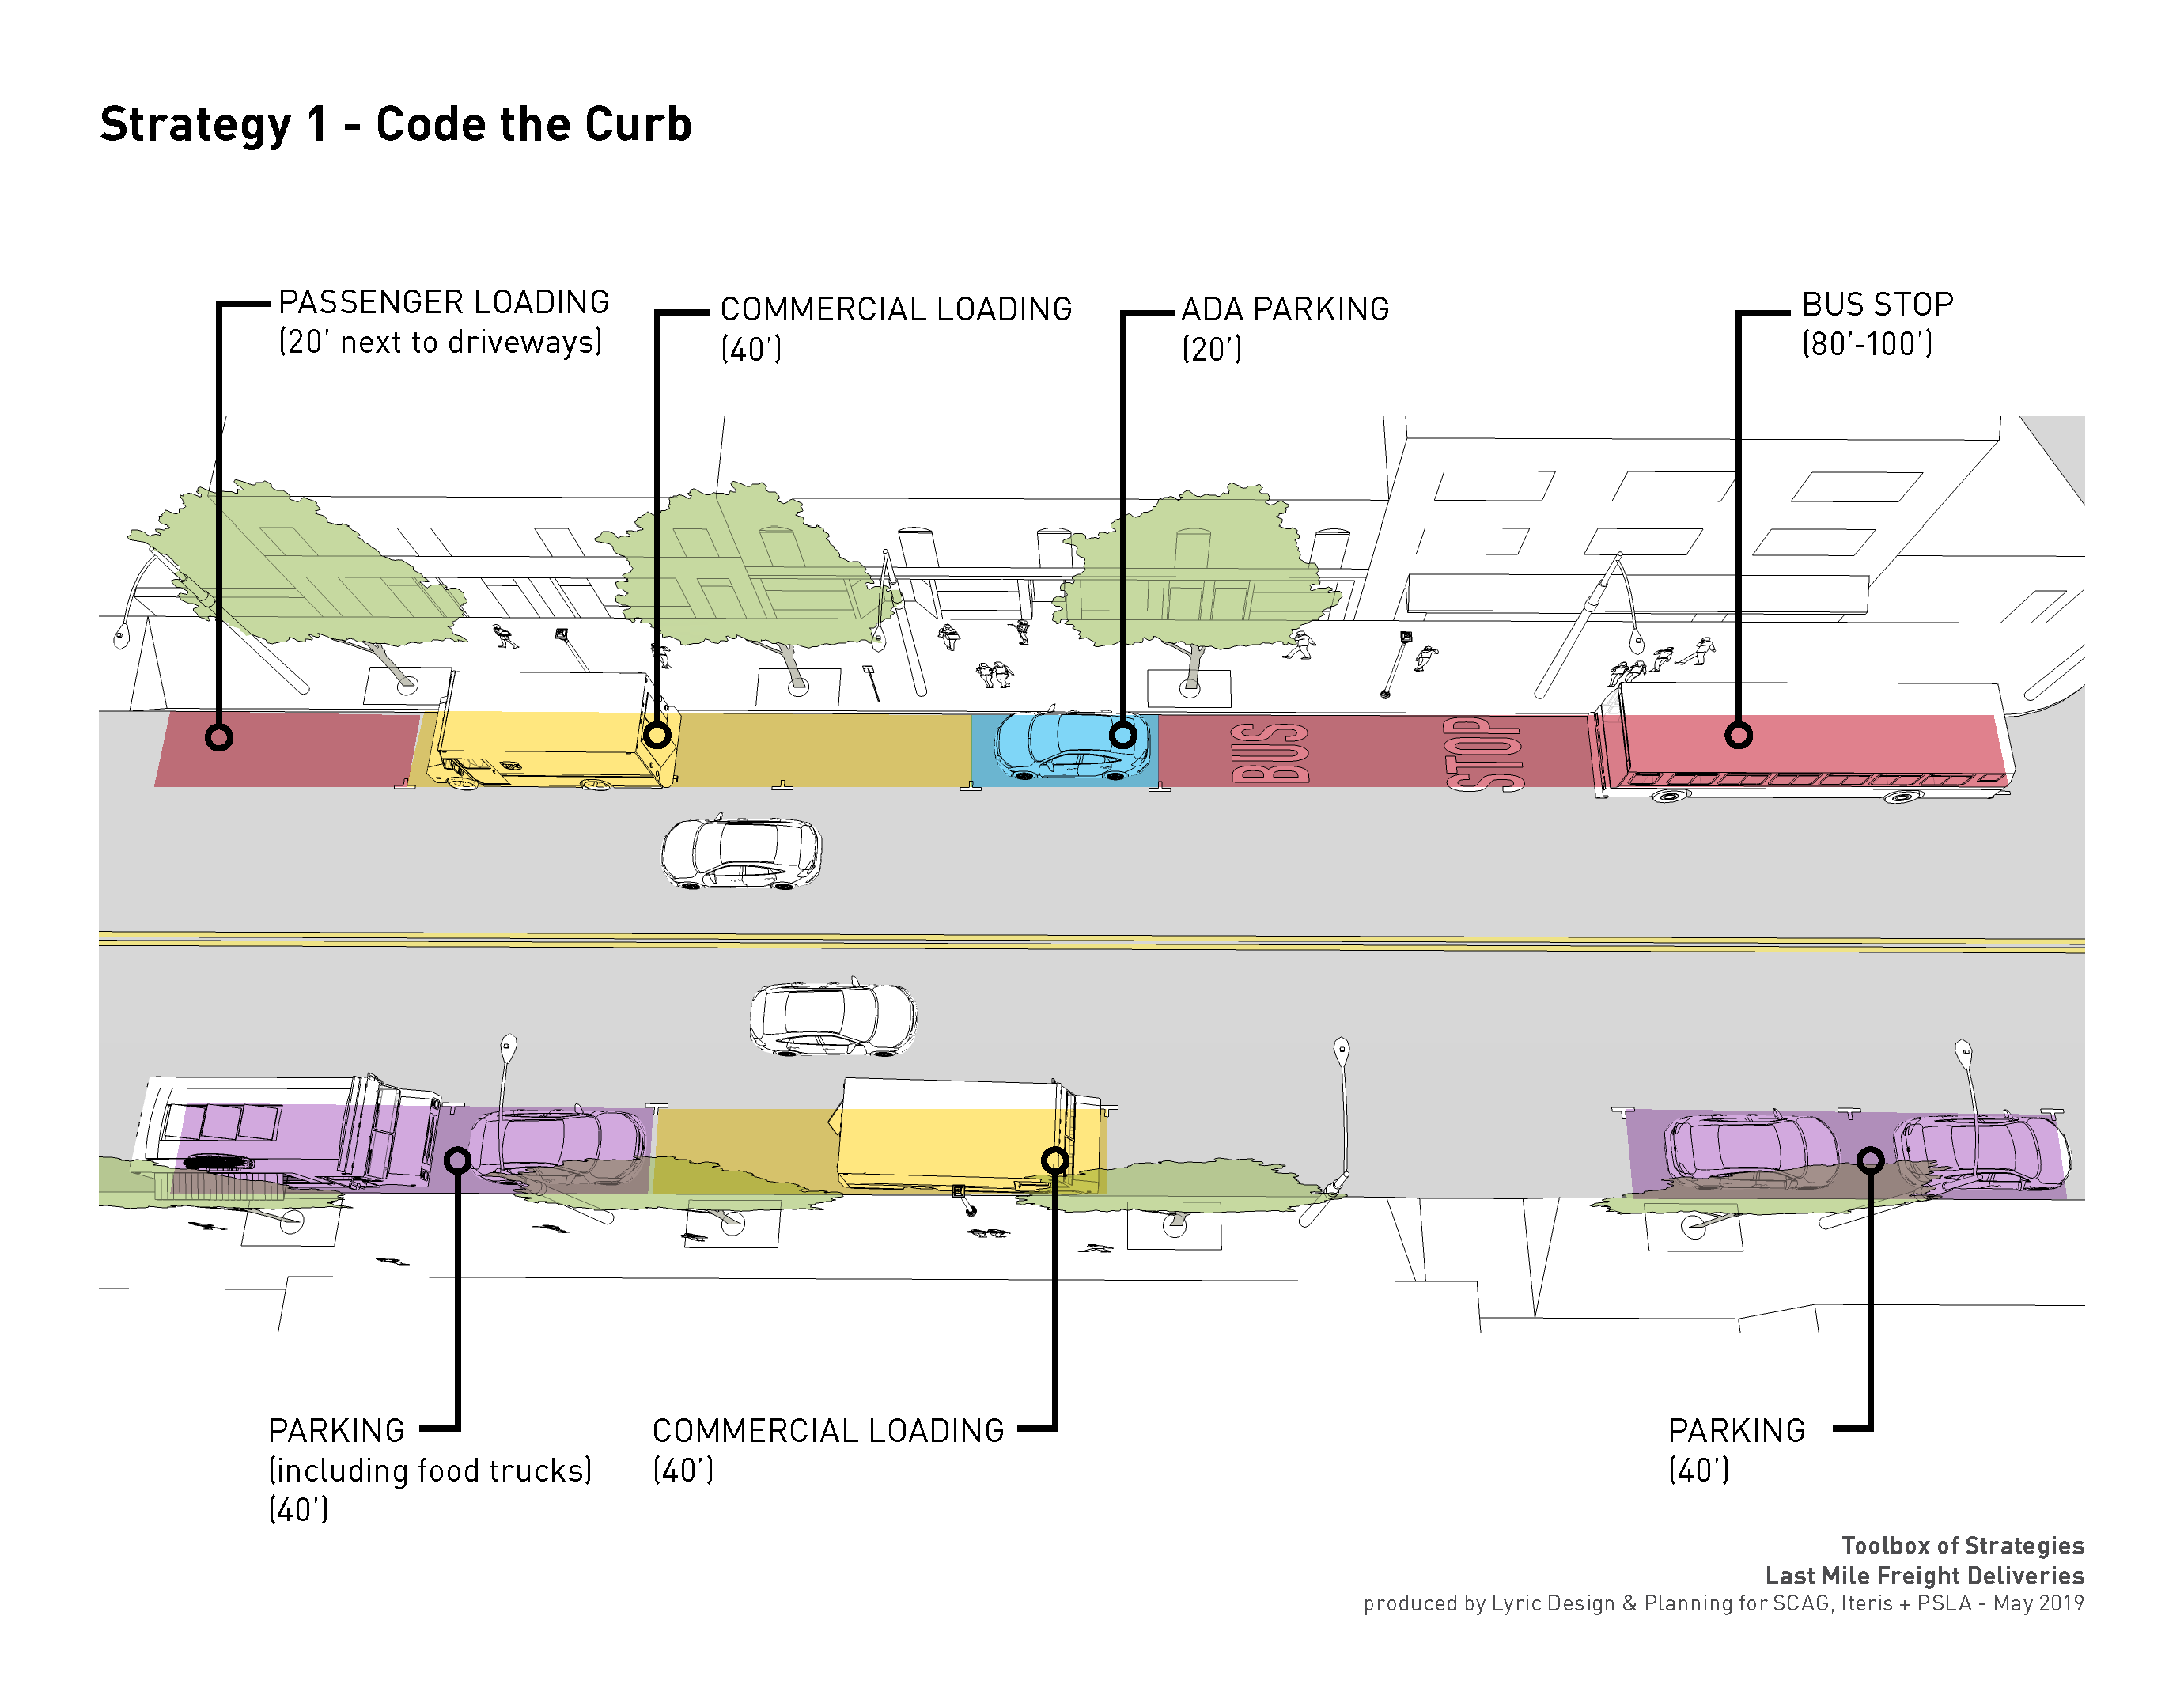 Strategy 1 - Code the Curb
PASSENGER LOADING
(20’ next to driveways)
COMMERCIAL LOADING
(40’)
ADA PARKING
(20’)
BUS STOP
(80’-100’)
BUS
STOP
PARKING
(including food trucks)
(40’)
COMMERCIAL LOADING
(40’)
PARKING
(40’)
Toolbox of Strategies
Last Mile Freight Deliveries
produced by Lyric Design & Planning for SCAG, Iteris + PSLA - May 2019